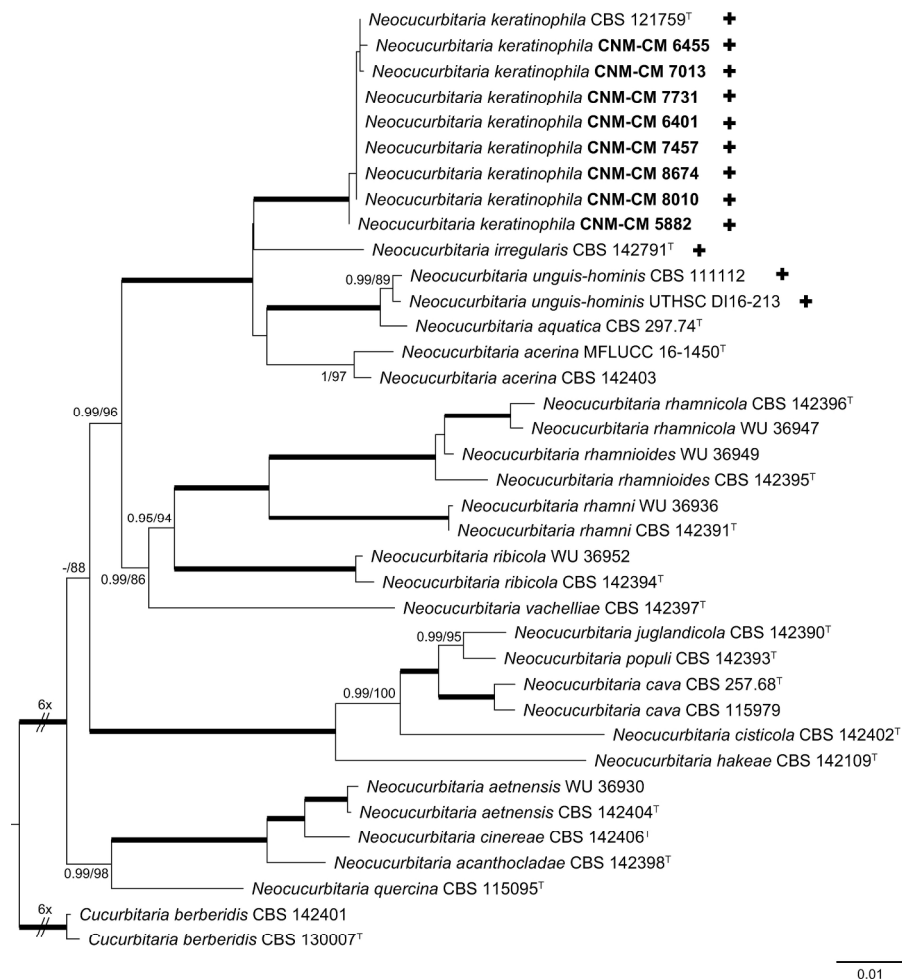 Neocucurbitaria keratinophila CBS 121759ᵀ ✚
Neocucurbitaria keratinophila CNM-CM 6455 ✚
Neocucurbitaria keratinophila CNM-CM 7013 ✚
Neocucurbitaria keratinophila CNM-CM 7731 ✚
Neocucurbitaria keratinophila CNM-CM 6401 ✚
Neocucurbitaria keratinophila CNM-CM 7457 ✚
Neocucurbitaria keratinophila CNM-CM 8674 ✚
Neocucurbitaria keratinophila CNM-CM 8010 ✚
Neocucurbitaria keratinophila CNM-CM 5882 ✚
Neocucurbitaria irregularis CBS 142791ᵀ ✚
0.99/89
Neocucurbitaria unguis-hominis CBS 111112 ✚
Neocucurbitaria unguis-hominis UTHSC DI16-213 ✚
Neocucurbitaria aquatica CBS 297.74ᵀ
Neocucurbitaria acerina MFLUCC 16-1450ᵀ
1/97
Neocucurbitaria acerina CBS 142403
0.99/96
Neocucurbitaria rhamnicola CBS 142396ᵀ
Neocucurbitaria rhamnicola WU 36947
Neocucurbitaria rhamnioides WU 36949
Neocucurbitaria rhamnioides CBS 142395ᵀ
Neocucurbitaria rhamni WU 36936
0.95/94
Neocucurbitaria rhamni CBS 142391ᵀ
Neocucurbitaria ribicola WU 36952
-/88
0.99/86
Neocucurbitaria ribicola CBS 142394ᵀ
Neocucurbitaria vachelliae CBS 142397ᵀ
0.99/95
Neocucurbitaria juglandicola CBS 142390ᵀ
Neocucurbitaria populi CBS 142393ᵀ
0.99/100
Neocucurbitaria cava CBS 257.68ᵀ
6x
Neocucurbitaria cava CBS 115979
Neocucurbitaria cisticola CBS 142402ᵀ
Neocucurbitaria hakeae CBS 142109ᵀ
Neocucurbitaria aetnensis WU 36930
Neocucurbitaria aetnensis CBS 142404ᵀ
Neocucurbitaria cinereae CBS 142406ᵀ
Neocucurbitaria acanthocladae CBS 142398ᵀ
0.99/98
Neocucurbitaria quercina CBS 115095ᵀ
6x
Cucurbitaria berberidis CBS 142401
Cucurbitaria berberidis CBS 130007ᵀ
0.01